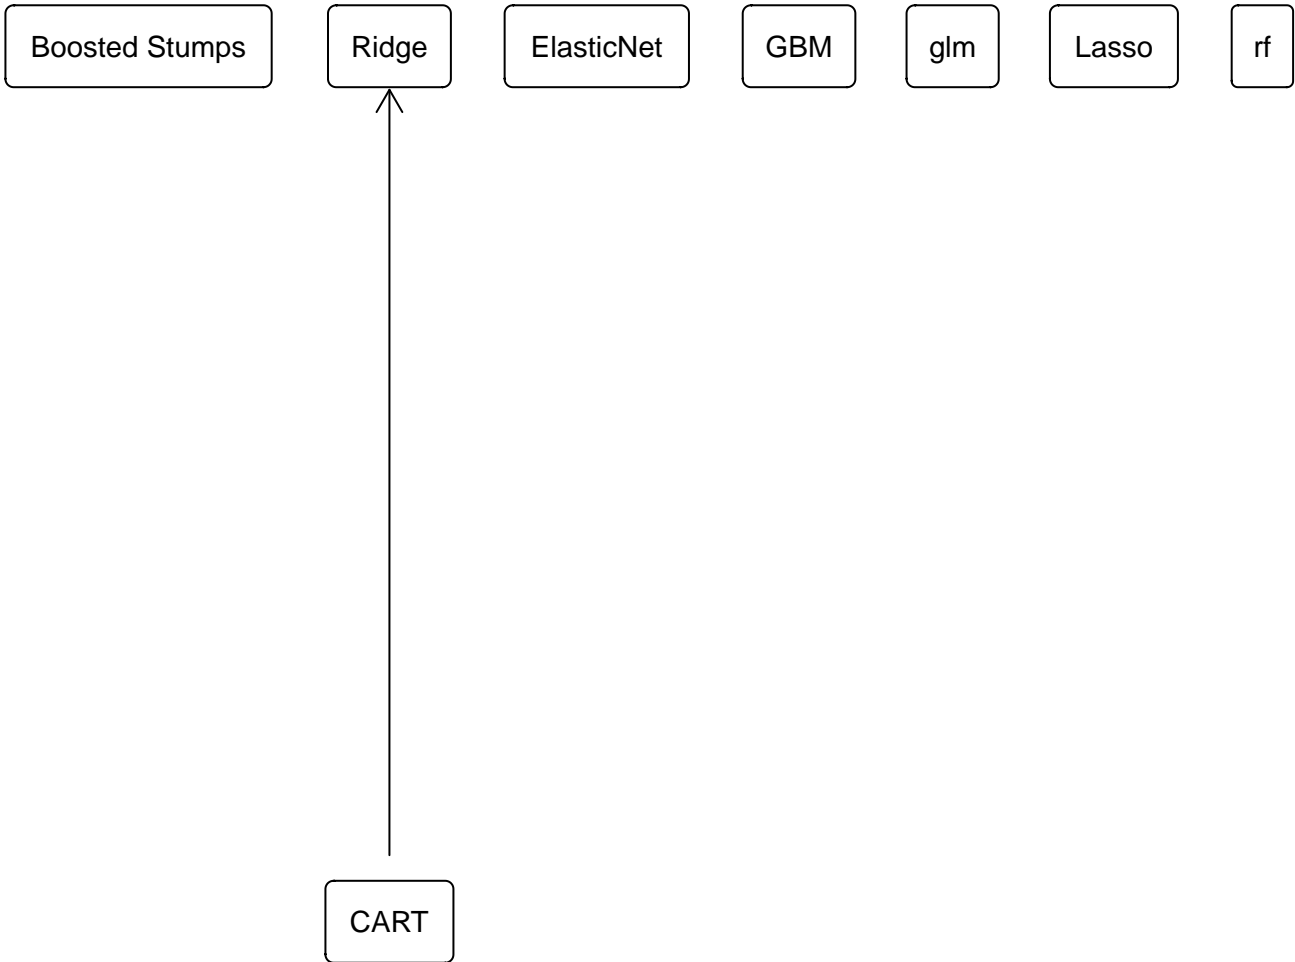 Boosted Stumps
Ridge
ElasticNet
GBM
glm
Lasso
rf
CART